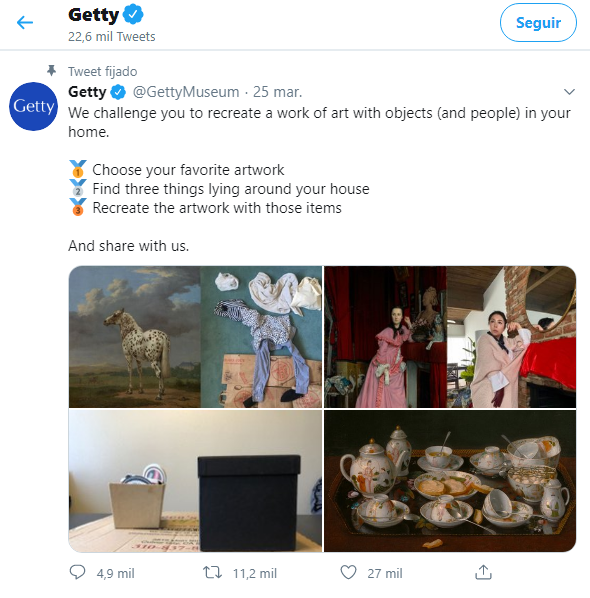 Getty
22,6 mil Tweets
Seguir
Tweet fijado
Getty
Getty @GettyMuseum · 25 mar.
We challenge you to recreate a work of art with objects (and people) in your
home.
🥇 Choose your favorite artwork
🥈 Find three things lying around your house
🥉 Recreate the artwork with those items
And share with us.
4,9 mil
11,2 mil
27 mil